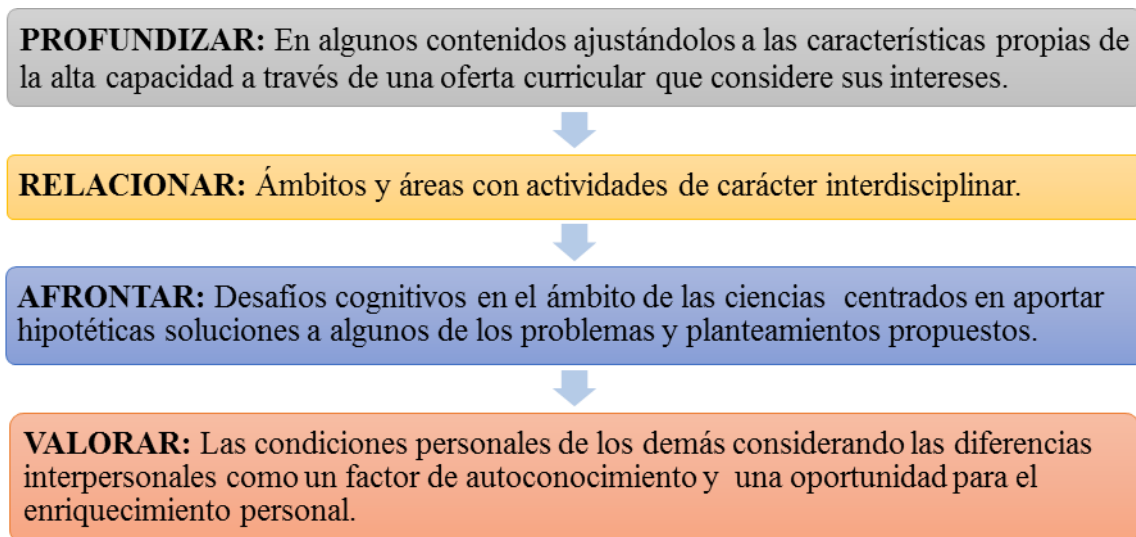 PROFUNDIZAR: En algunos contenidos ajustándolos a las características propias de
la alta capacidad a través de una oferta curricular que considere sus intereses.
RELACIONAR: Ámbitos y áreas con actividades de carácter interdisciplinar.
AFRONTAR: Desafíos cognitivos en el ámbito de las ciencias centrados en aportar
hipotéticas soluciones a algunos de los problemas y planteamientos propuestos.
VALORAR: Las condiciones personales de los demás considerando las diferencias
interpersonales como un factor de autoconocimiento y una oportunidad para el
enriquecimiento personal.